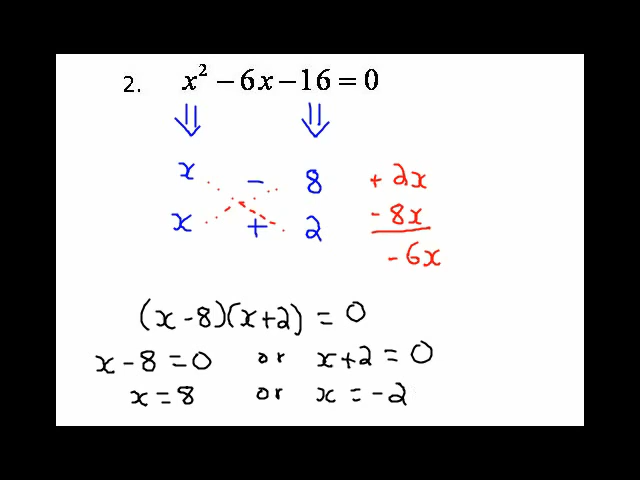 2. x² − 6x − 16 = 0
⇓ ⇓
x − 8 + 2x
x + 2 − 8x
− 6x
(x − 8)(x + 2) = 0
x − 8 = 0 or x + 2 = 0
x = 8 or x = −2